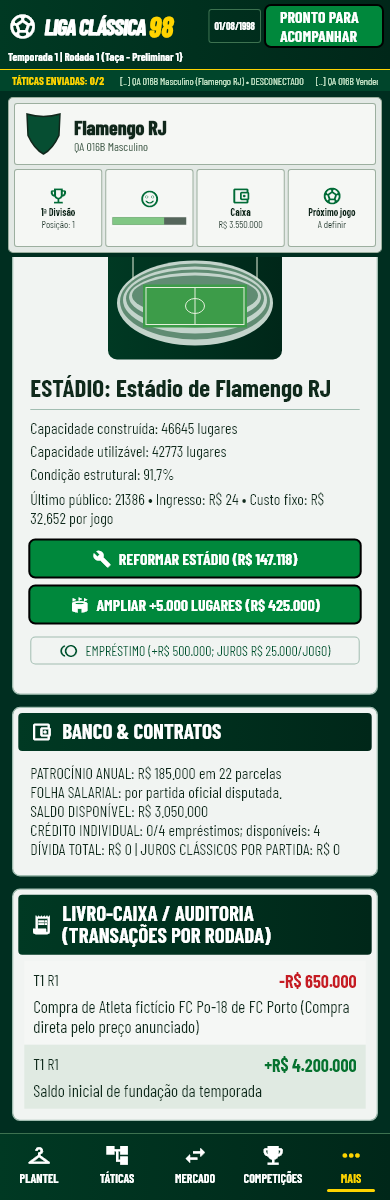 LIGA CLÁSSICA 98
01/08/1998
PRONTO PARA
ACOMPANHAR
Temporada 1 | Rodada 1 (Taça - Preliminar 1)
TÁTICAS ENVIADAS: 0/2 [..] QA 016B Masculino (Flamengo RJ) • DESCONECTADO [..] QA 016B
Flamengo RJ
QA 016B Masculino
1ª Divisão
Posição: 1
Caixa
R$ 3.550.000
Próximo jogo
A definir
ESTÁDIO: Estádio de Flamengo RJ
Capacidade construída: 46645 lugares
Capacidade utilizável: 42773 lugares
Condição estrutural: 91.7%
Último público: 21386 • Ingresso: R$ 24 • Custo fixo: R$
32.652 por jogo
REFORMAR ESTÁDIO (R$ 147.118)
AMPLIAR +5.000 LUGARES (R$ 425.000)
EMPRÉSTIMO (+R$ 500.000; JUROS R$ 25.000/JOGO)
BANCO & CONTRATOS
PATROCÍNIO ANUAL: R$ 185.000 em 22 parcelas
FOLHA SALARIAL: por partida oficial disputada.
SALDO DISPONÍVEL: R$ 3.050.000
CRÉDITO INDIVIDUAL: 0/4 empréstimos; disponíveis: 4
DÍVIDA TOTAL: R$ 0 | JUROS CLÁSSICOS POR PARTIDA: R$ 0
LIVRO-CAIXA / AUDITORIA
(TRANSAÇÕES POR RODADA)
T1 R1 -R$ 650.000
Compra de Atleta fictício FC Po-18 de FC Porto (Compra
direta pelo preço anunciado)
T1 R1 +R$ 4.200.000
Saldo inicial de fundação da temporada
PLANTEL TÁTICAS MERCADO COMPETIÇÕES MAIS